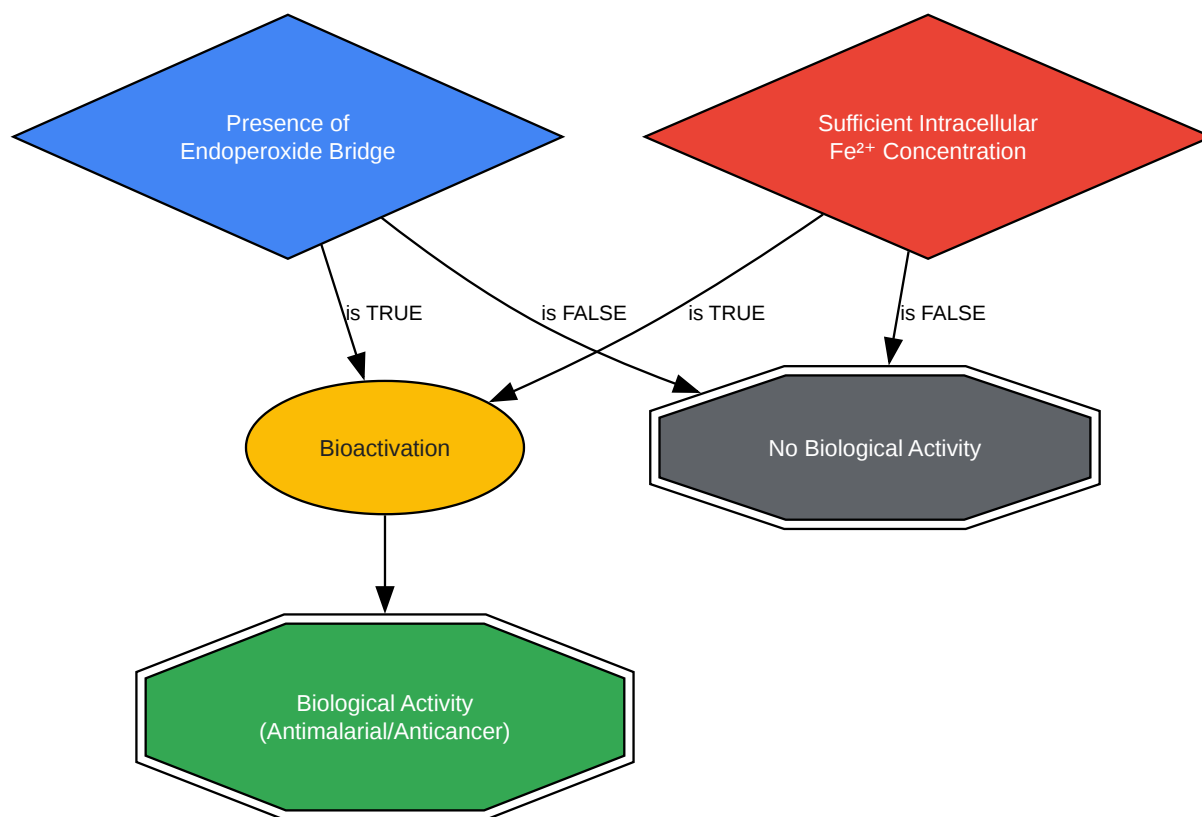 Presence of
Endoperoxide Bridge
Sufficient Intracellular
Fe²⁺ Concentration
is TRUE
is FALSE
is TRUE
is FALSE
Bioactivation
No Biological Activity
Biological Activity
(Antimalarial/Anticancer)